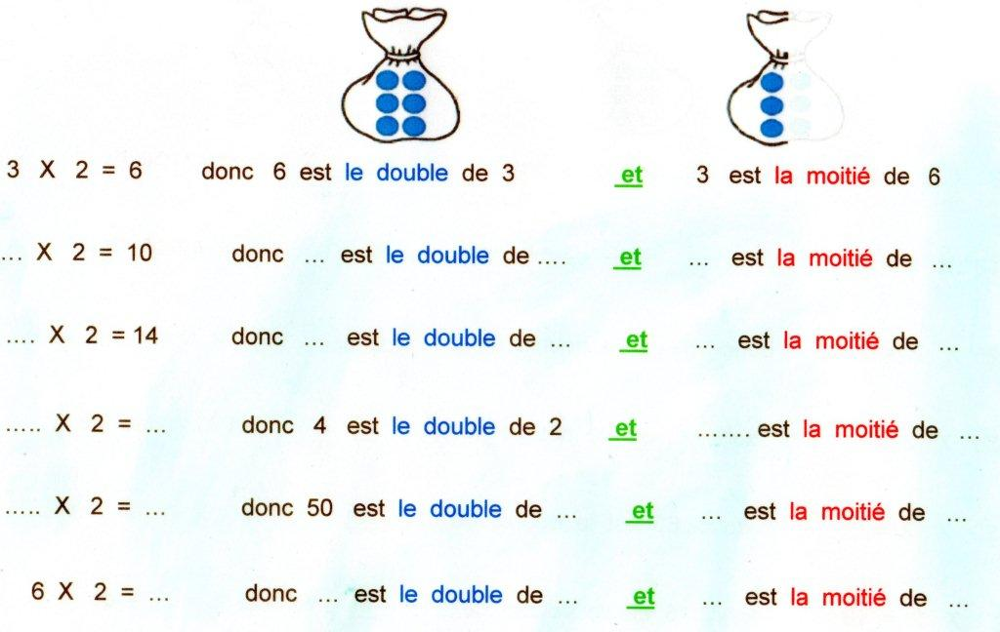 3 X 2 = 6 donc 6 est le double de 3 et 3 est la moitié de 6
... X 2 = 10 donc ... est le double de .... et ... est la moitié de ...
.... X 2 = 14 donc ... est le double de ... et ... est la moitié de ...
..... X 2 = ... donc 4 est le double de 2 et ....... est la moitié de ...
..... X 2 = ... donc 50 est le double de ... et ... est la moitié de ...
6 X 2 = ... donc ... est le double de ... et ... est la moitié de ...